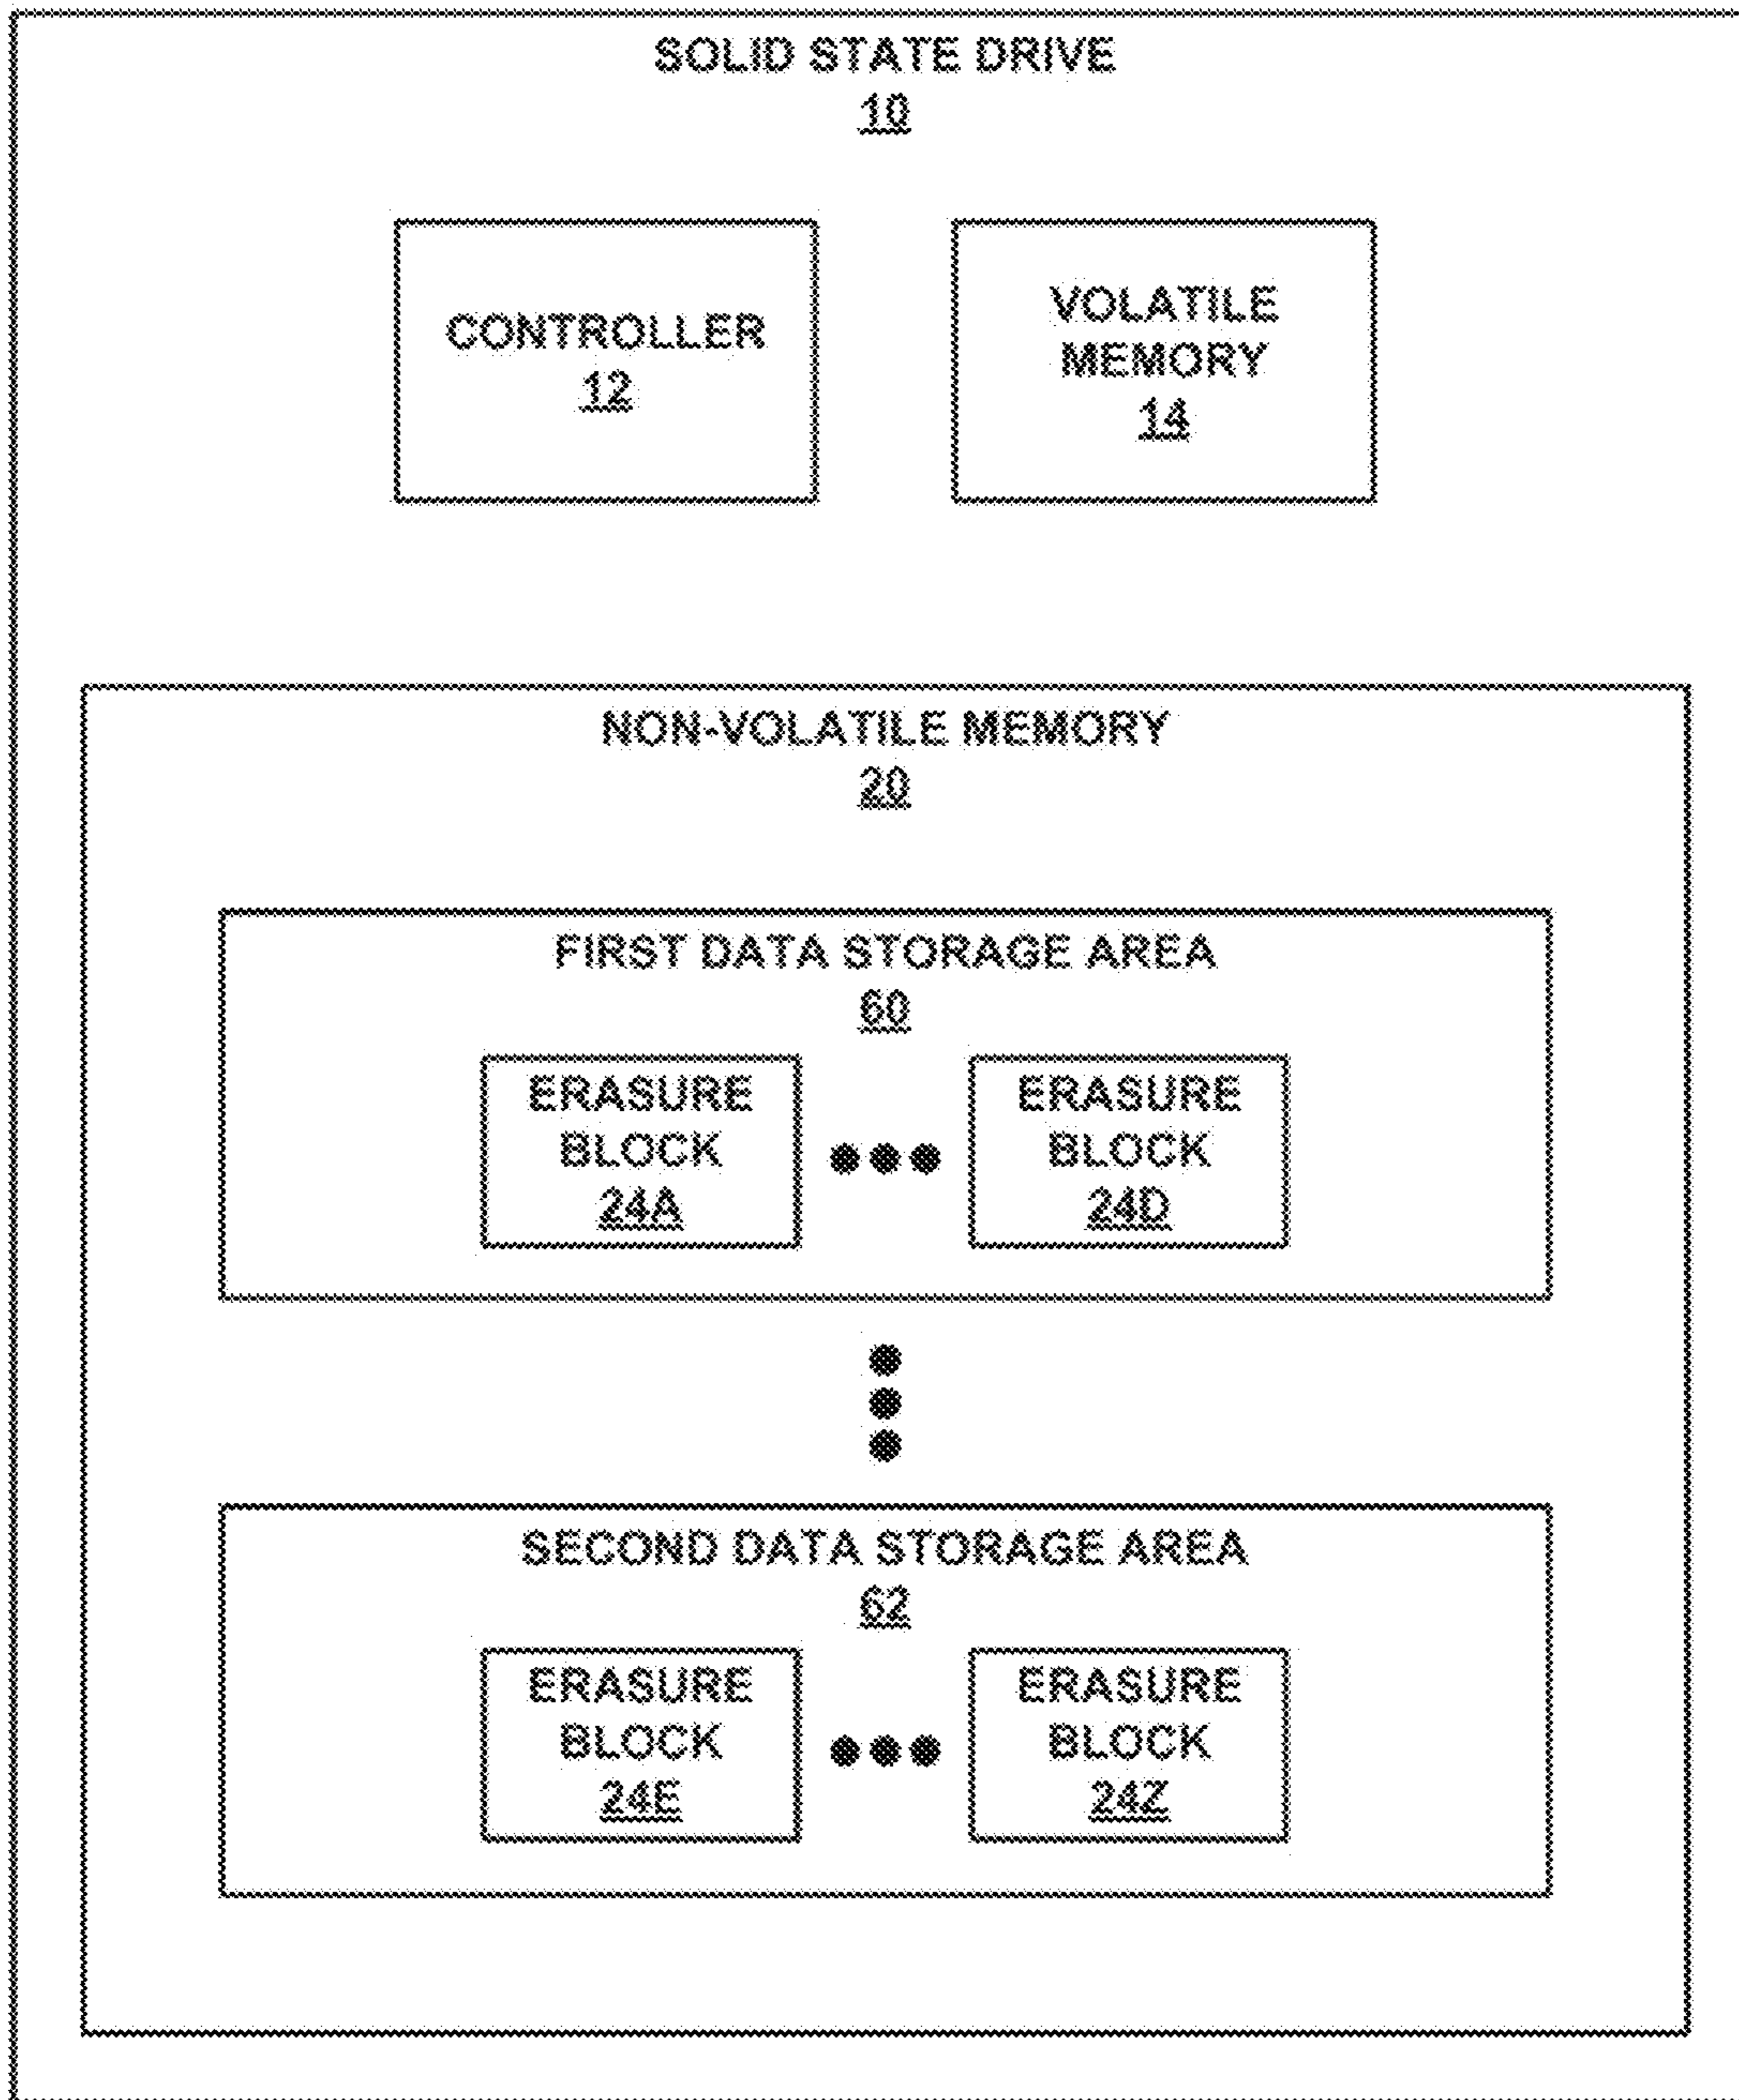 SOLID STATE DRIVE
10
CONTROLLER
12
VOLATILE
MEMORY
14
NON-VOLATILE MEMORY
20
FIRST DATA STORAGE AREA
60
ERASURE
BLOCK
24A
ERASURE
BLOCK
24D
SECOND DATA STORAGE AREA
62
ERASURE
BLOCK
24E
ERASURE
BLOCK
24Z